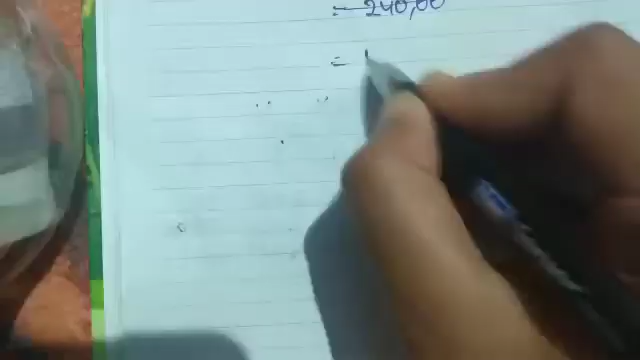 = 240,00
=